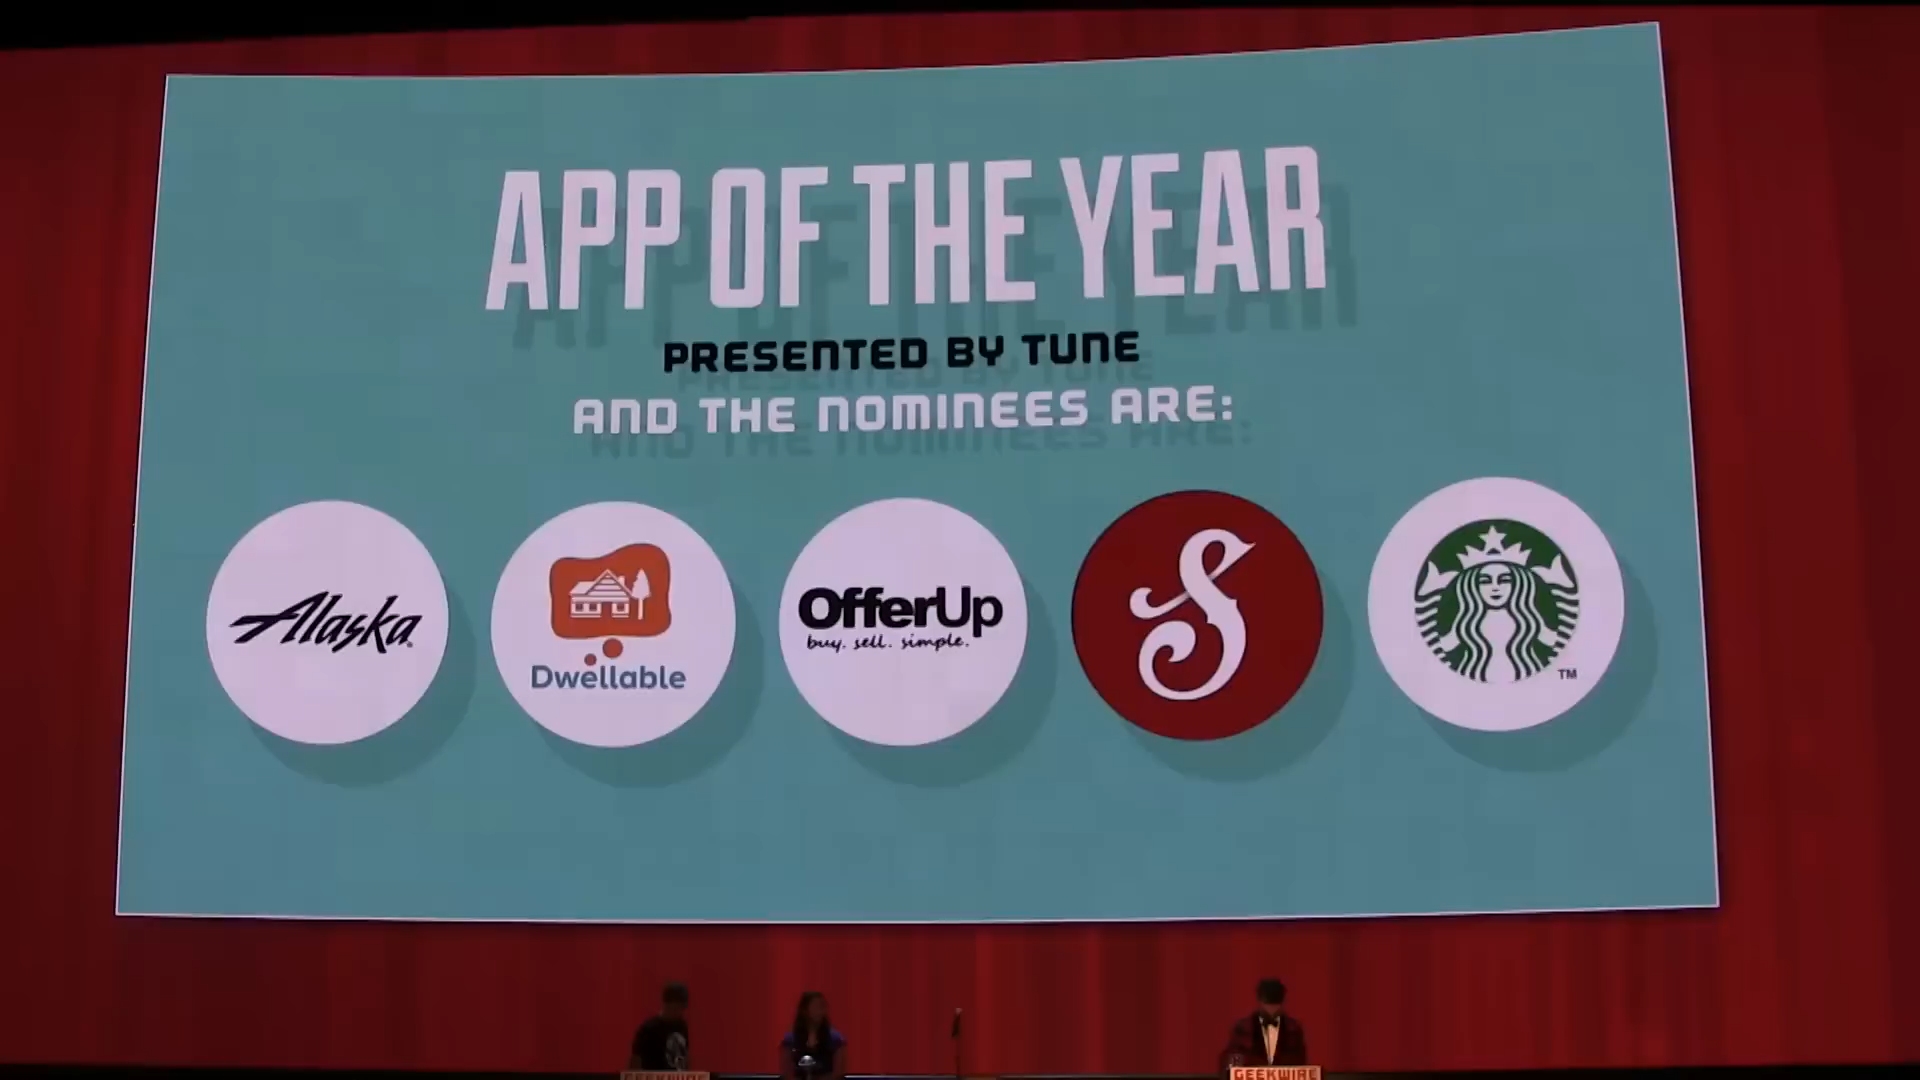 APP OF THE YEAR
PRESENTED BY TUNE
AND THE NOMINEES ARE:
Alaska
Dwellable
OfferUp
buy. sell. simple.
S
TM
GEEKWIRE
GEEKWIRE